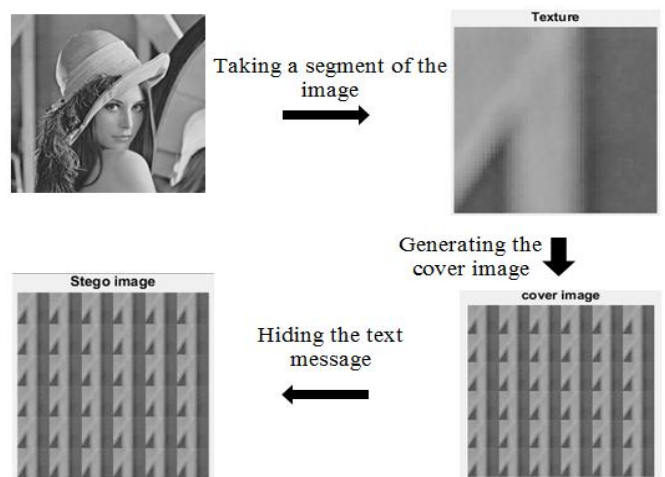 Texture
Taking a segment of the
image
Generating the
cover image
Stego image
cover image
Hiding the text
message